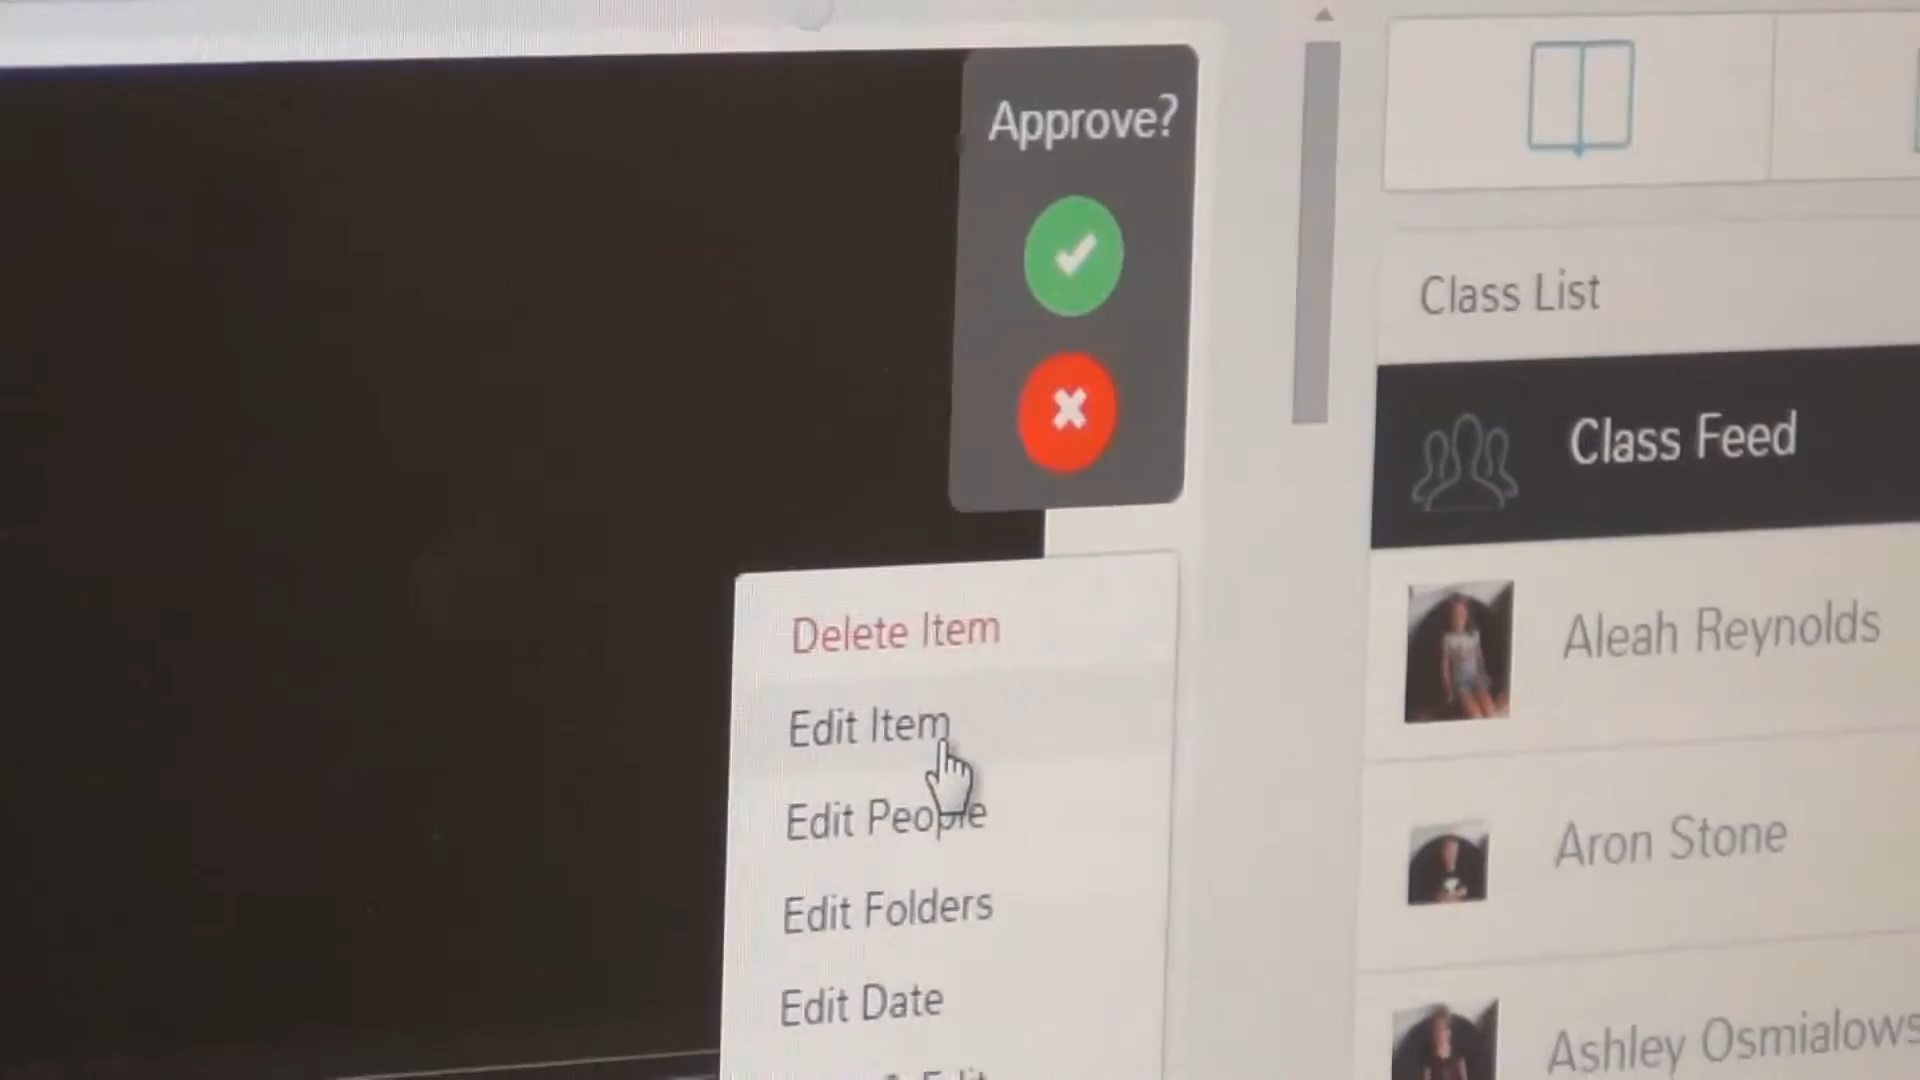 Approve?
Class List
Class Feed
Delete Item
Edit Item
Edit People
Edit Folders
Edit Date
Aleah Reynolds
Aron Stone
Ashley